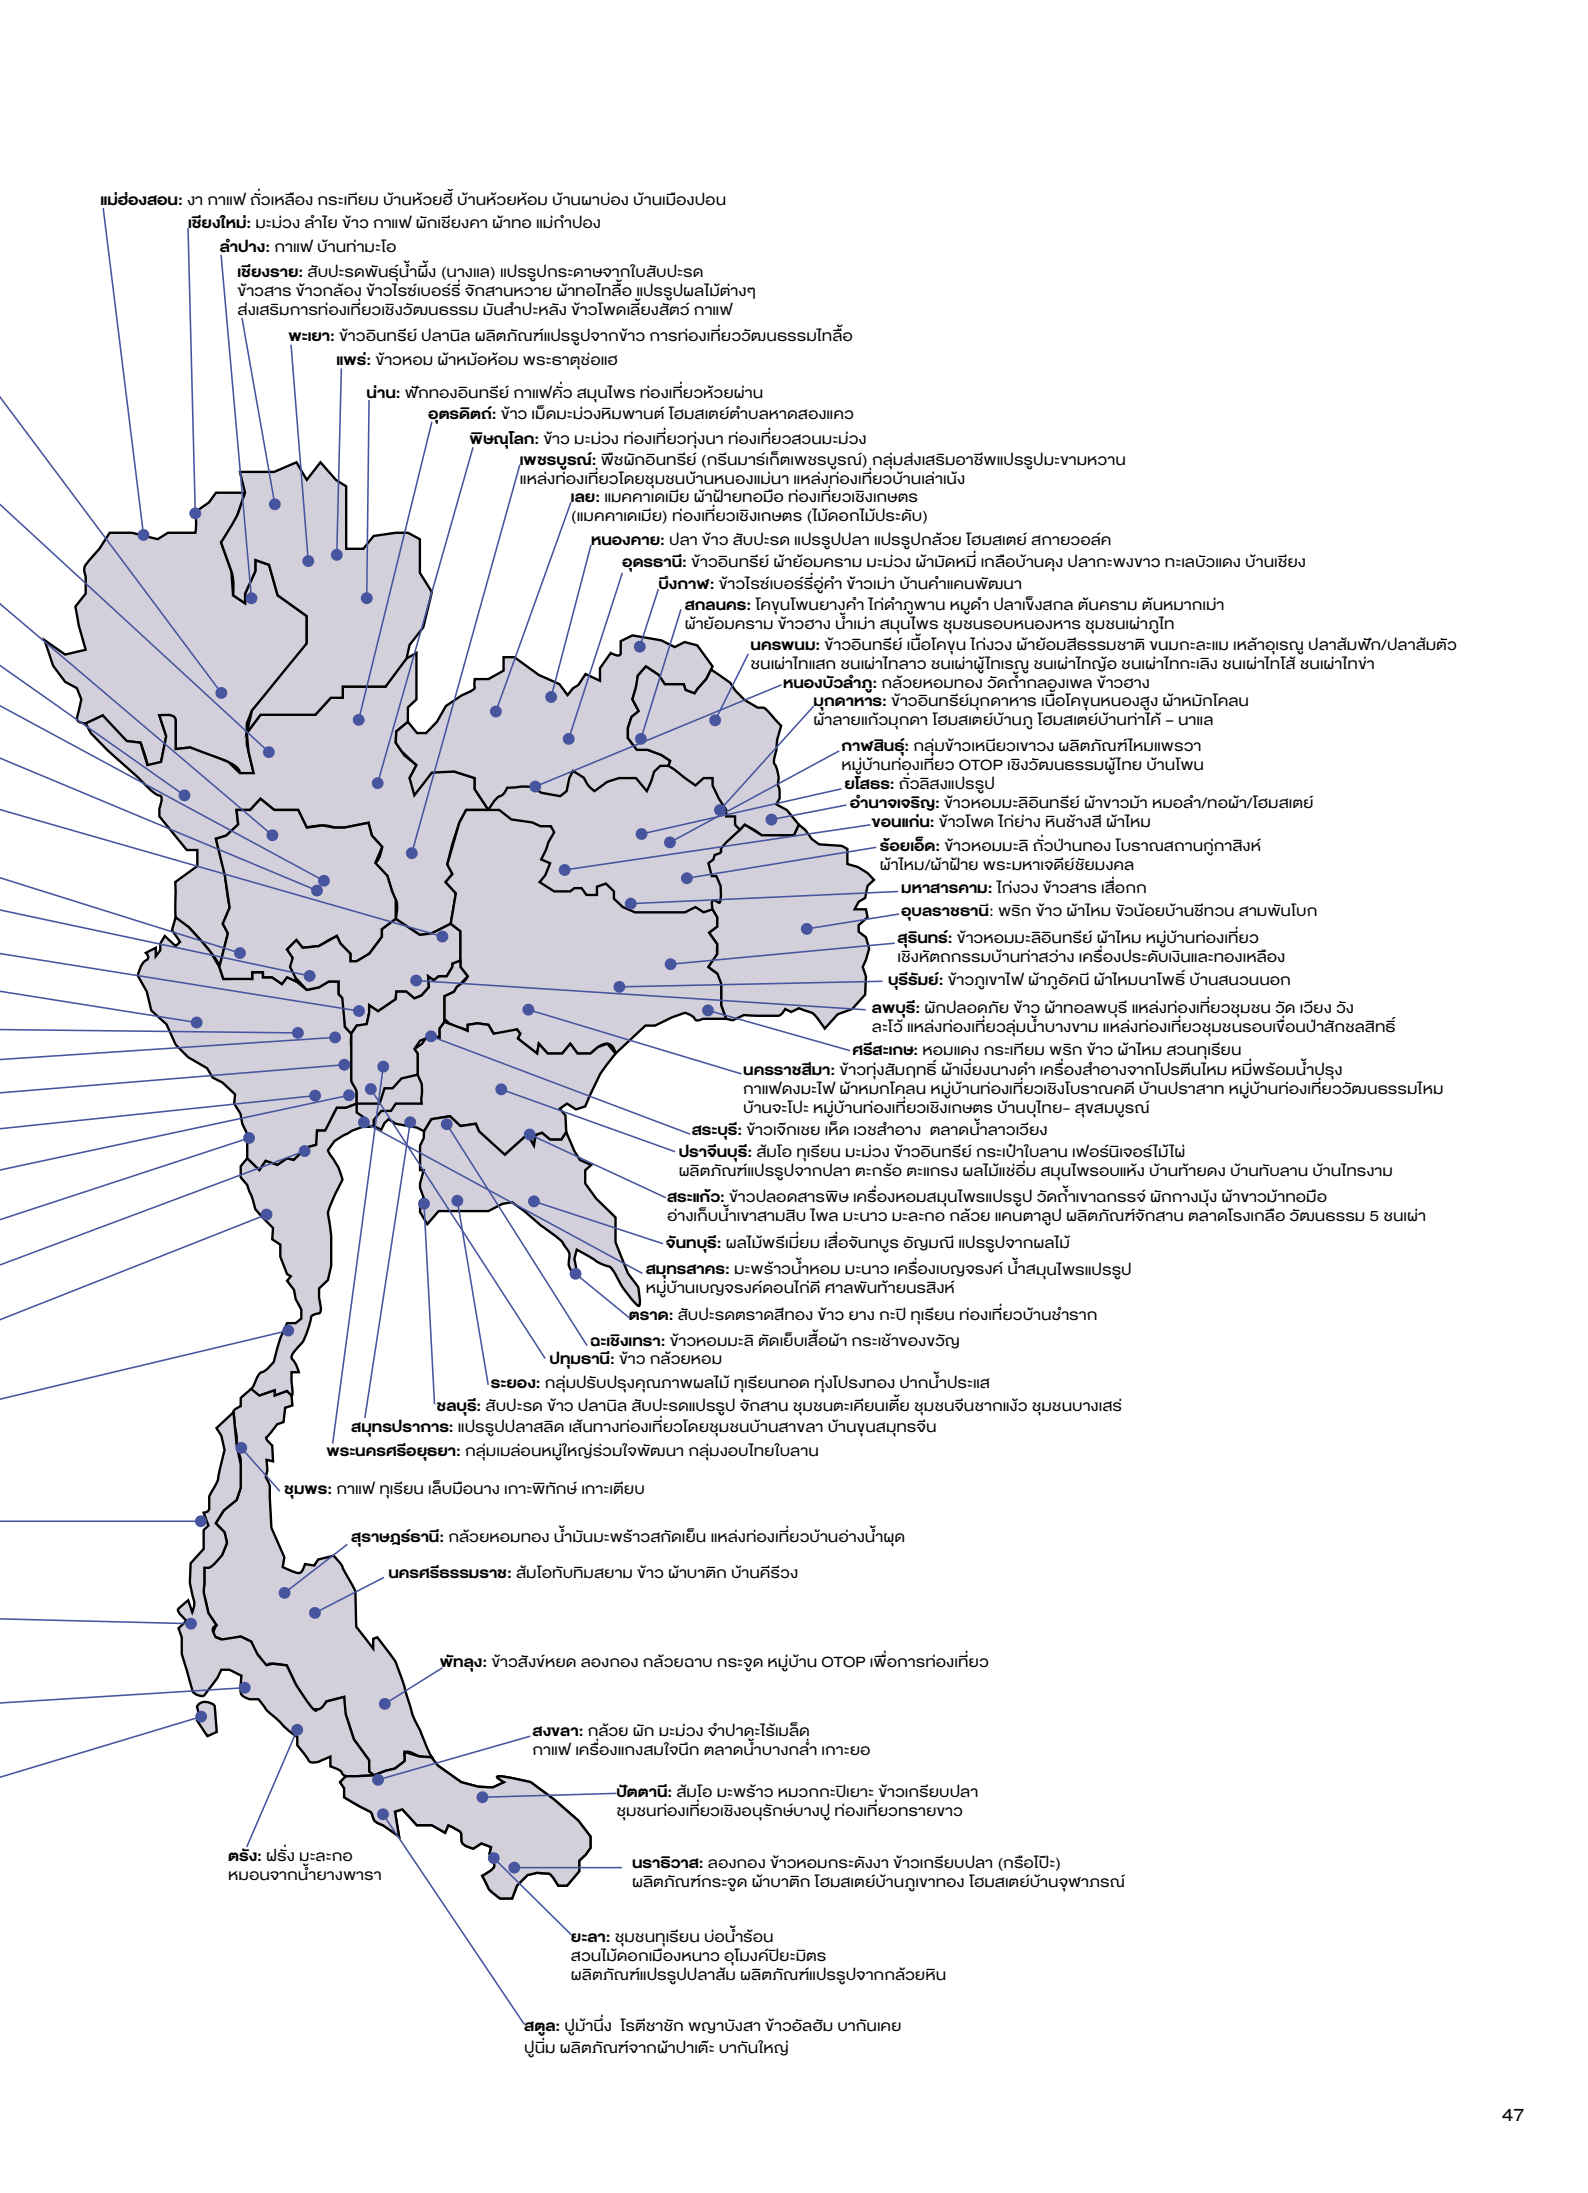 แม่ฮ่องสอน: งา กาแฟ ถั่วเหลือง กระเทียม บ้านห้วยฮี้ บ้านห้วยห้อม บ้านผาบ่อง บ้านเมืองปอน
เชียงใหม่: มะม่วง ลำไย ข้าว กาแฟ ผักเชียงดา ผ้าทอ แม่กำปอง
ลำปาง: กาแฟ บ้านท่ามะโอ
เชียงราย: สับปะรดพันธุ์น้ำผึ้ง (นางแล) แปรรูปกระดาษจากใบสับปะรด
ข้าวสาร ข้าวกล้อง ข้าวไรซ์เบอร์รี่ จักสานหวาย ผ้าทอไทลื้อ แปรรูปผลไม้ต่างๆ
ส่งเสริมการท่องเที่ยวเชิงวัฒนธรรม มันสำปะหลัง ข้าวโพดเลี้ยงสัตว์ กาแฟ
พะเยา: ข้าวอินทรีย์ ปลานิล ผลิตภัณฑ์แปรรูปจากข้าว การท่องเที่ยววัฒนธรรมไทลื้อ
แพร่: ข้าวหอม ผ้าหม้อห้อม พระธาตุช่อแฮ
น่าน: ฟักทองอินทรีย์ กาแฟคั่ว สมุนไพร ท่องเที่ยวห้วยผ่าน
อุตรดิตถ์: ข้าว เม็ดมะม่วงหิมพานต์ โฮมสเตย์ตำบลหาดสองแคว
พิษณุโลก: ข้าว มะม่วง ท่องเที่ยวทุ่งนา ท่องเที่ยวสวนมะม่วง
เพชรบูรณ์: พืชผักอินทรีย์ (กรีนมาร์เก็ตเพชรบูรณ์) กลุ่มส่งเสริมอาชีพแปรรูปมะขามหวาน
แหล่งท่องเที่ยวโดยชุมชนบ้านหนองแม่นา แหล่งท่องเที่ยวบ้านเล่าเน้ง
เลย: แมคคาเดเมีย ผ้าฝ้ายทอมือ ท่องเที่ยวเชิงเกษตร
(แมคคาเดเมีย) ท่องเที่ยวเชิงเกษตร (ไม้ดอกไม้ประดับ)
หนองคาย: ปลา ข้าว สับปะรด แปรรูปปลา แปรรูปกล้วย โฮมสเตย์ สกายวอล์ค
อุดรธานี: ข้าวอินทรีย์ ผ้าย้อมคราม มะม่วง ผ้ามัดหมี่ เกลือบ้านดุง ปลากะพงขาว ทะเลบัวแดง บ้านเชียง
บึงกาฬ: ข้าวไรซ์เบอร์รี่อู่คำ ข้าวเม่า บ้านคำแคนพัฒนา
สกลนคร: โคขุนโพนยางคำ ไก่ดำภูพาน หมูดำ ปลาเข็งสกล ต้นคราม ต้นหมากเม่า
ผ้าย้อมคราม ข้าวฮาง น้ำเม่า สมุนไพร ชุมชนรอบหนองหาร ชุมชนเผ่าภูไท
นครพนม: ข้าวอินทรีย์ เนื้อโคขุน ไก่งวง ผ้าย้อมสีธรรมชาติ ขนมกะละแม เหล้าอุเรณู ปลาส้มฟัก/ปลาส้มตัว
ชนเผ่าไทแสก ชนเผ่าไทลาว ชนเผ่าผู้ไทเรณู ชนเผ่าไทญ้อ ชนเผ่าไทกะเลิง ชนเผ่าไทโส้ ชนเผ่าไทข่า
หนองบัวลำภู: กล้วยหอมทอง วัดถ้ำกลองเพล ข้าวฮาง
มุกดาหาร: ข้าวอินทรีย์มุกดาหาร เนื้อโคขุนหนองสูง ผ้าหมักโคลน
ผ้าลายแก้วมุกดา โฮมสเตย์บ้านภู โฮมสเตย์บ้านท่าไค้ – นาแล
กาฬสินธุ์: กลุ่มข้าวเหนียวเขาวง ผลิตภัณฑ์ไหมแพรวา
หมู่บ้านท่องเที่ยว OTOP เชิงวัฒนธรรมผู้ไทย บ้านโพน
ยโสธร: ถั่วลิสงแปรรูป
อำนาจเจริญ: ข้าวหอมมะลิอินทรีย์ ผ้าขาวม้า หมอลำ/ทอผ้า/โฮมสเตย์
ขอนแก่น: ข้าวโพด ไก่ย่าง หินช้างสี ผ้าไหม
ร้อยเอ็ด: ข้าวหอมมะลิ ถั่วป่านทอง โบราณสถานกู่กาสิงห์
ผ้าไหม/ผ้าฝ้าย พระมหาเจดีย์ชัยมงคล
มหาสารคาม: ไก่งวง ข้าวสาร เสื่อกก
อุบลราชธานี: พริก ข้าว ผ้าไหม ขัวน้อยบ้านชีทวน สามพันโบก
สุรินทร์: ข้าวหอมมะลิอินทรีย์ ผ้าไหม หมู่บ้านท่องเที่ยว
เชิงหัตถกรรมบ้านท่าสว่าง เครื่องประดับเงินและทองเหลือง
บุรีรัมย์: ข้าวภูเขาไฟ ผ้าภูอัคนี ผ้าไหมนาโพธิ์ บ้านสนวนนอก
ลพบุรี: ผักปลอดภัย ข้าว ผ้าทอลพบุรี แหล่งท่องเที่ยวชุมชน วัด เวียง วัง
ละโว้ แหล่งท่องเที่ยวลุ่มน้ำบางขาม แหล่งท่องเที่ยวชุมชนรอบเขื่อนป่าสักชลสิทธิ์
ศรีสะเกษ: หอมแดง กระเทียม พริก ข้าว ผ้าไหม สวนทุเรียน
นครราชสีมา: ข้าวทุ่งสัมฤทธิ์ ผ้าเงี่ยงนางดำ เครื่องสำอางจากโปรตีนไหม หมี่พร้อมน้ำปรุง
กาแฟดงมะไฟ ผ้าหมกโคลน หมู่บ้านท่องเที่ยวเชิงโบราณคดี บ้านปราสาท หมู่บ้านท่องเที่ยววัฒนธรรมไหม
บ้านจะโปะ หมู่บ้านท่องเที่ยวเชิงเกษตร บ้านบุไทย– สุขสมบูรณ์
สระบุรี: ข้าวเจ๊กเชย เห็ด เวชสำอาง ตลาดน้ำลาวเวียง
ปราจีนบุรี: ส้มโอ ทุเรียน มะม่วง ข้าวอินทรีย์ กระเป๋าใบลาน เฟอร์นิเจอร์ไม้ไผ่
ผลิตภัณฑ์แปรรูปจากปลา ตะกร้อ ตะแกรง ผลไม้แช่อิ่ม สมุนไพรอบแห้ง บ้านท้ายดง บ้านทับลาน บ้านไทรงาม
สระแก้ว: ข้าวปลอดสารพิษ เครื่องหอมสมุนไพรแปรรูป วัดถ้ำเขาฉกรรจ์ ผักกางมุ้ง ผ้าขาวม้าทอมือ
อ่างเก็บน้ำเขาสามสิบ ไพล มะนาว มะละกอ กล้วย แคนตาลูป ผลิตภัณฑ์จักสาน ตลาดโรงเกลือ วัฒนธรรม 5 ชนเผ่า
จันทบุรี: ผลไม้พรีเมี่ยม เสื่อจันทบูร อัญมณี แปรรูปจากผลไม้
สมุทรสาคร: มะพร้าวน้ำหอม มะนาว เครื่องเบญจรงค์ น้ำสมุนไพรแปรรูป
หมู่บ้านเบญจรงค์ดอนไก่ดี ศาลพันท้ายนรสิงห์
ตราด: สับปะรดตราดสีทอง ข้าว ยาง กะปิ ทุเรียน ท่องเที่ยวบ้านชำราก
ฉะเชิงเทรา: ข้าวหอมมะลิ ตัดเย็บเสื้อผ้า กระเช้าของขวัญ
ปทุมธานี: ข้าว กล้วยหอม
ระยอง: กลุ่มปรับปรุงคุณภาพผลไม้ ทุเรียนทอด ทุ่งโปรงทอง ปากน้ำประแส
ชลบุรี: สับปะรด ข้าว ปลานิล สับปะรดแปรรูป จักสาน ชุมชนตะเคียนเตี้ย ชุมชนจีนชากแง้ว ชุมชนบางเสร่
สมุทรปราการ: แปรรูปปลาสลิด เส้นทางท่องเที่ยวโดยชุมชนบ้านสาขลา บ้านขุนสมุทรจีน
พระนครศรีอยุธยา: กลุ่มเมล่อนหมู่ใหญ่ร่วมใจพัฒนา กลุ่มงอบไทยใบลาน
ชุมพร: กาแฟ ทุเรียน เล็บมือนาง เกาะพิทักษ์ เกาะเตียบ
สุราษฎร์ธานี: กล้วยหอมทอง น้ำมันมะพร้าวสกัดเย็น แหล่งท่องเที่ยวบ้านอ่างน้ำผุด
นครศรีธรรมราช: ส้มโอทับทิมสยาม ข้าว ผ้าบาติก บ้านคีรีวง
พัทลุง: ข้าวสังข์หยด ลองกอง กล้วยฉาบ กระจูด หมู่บ้าน OTOP เพื่อการท่องเที่ยว
สงขลา: กล้วย ผัก มะม่วง จำปาดะไร้เมล็ด
กาแฟ เครื่องแกงสมใจนึก ตลาดน้ำบางกล่ำ เกาะยอ
ปัตตานี: ส้มโอ มะพร้าว หมวกกะปิเยาะ ข้าวเกรียบปลา
ชุมชนท่องเที่ยวเชิงอนุรักษ์บางปู ท่องเที่ยวทรายขาว
ตรัง: ฝรั่ง มะละกอ
หมอนจากน้ำยางพารา
นราธิวาส: ลองกอง ข้าวหอมกระดังงา ข้าวเกรียบปลา (กรือโป๊ะ)
ผลิตภัณฑ์กระจูด ผ้าบาติก โฮมสเตย์บ้านภูเขาทอง โฮมสเตย์บ้านจุฬาภรณ์
ยะลา: ชุมชนทุเรียน บ่อน้ำร้อน
สวนไม้ดอกเมืองหนาว อุโมงค์ปิยะมิตร
ผลิตภัณฑ์แปรรูปปลาส้ม ผลิตภัณฑ์แปรรูปจากกล้วยหิน
สตูล: ปูม้านึ่ง โรตีชาชัก พญาบังสา ข้าวอัลฮัม บากันเคย
ปูนิ่ม ผลิตภัณฑ์จากผ้าปาเต๊ะ บากันใหญ่
47